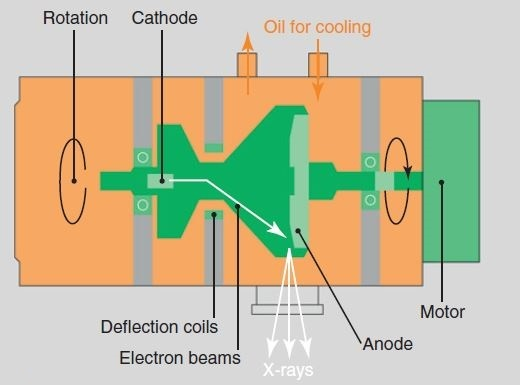 Rotation
Cathode
Oil for cooling
Deflection coils
Electron beams
X-rays
Anode
Motor